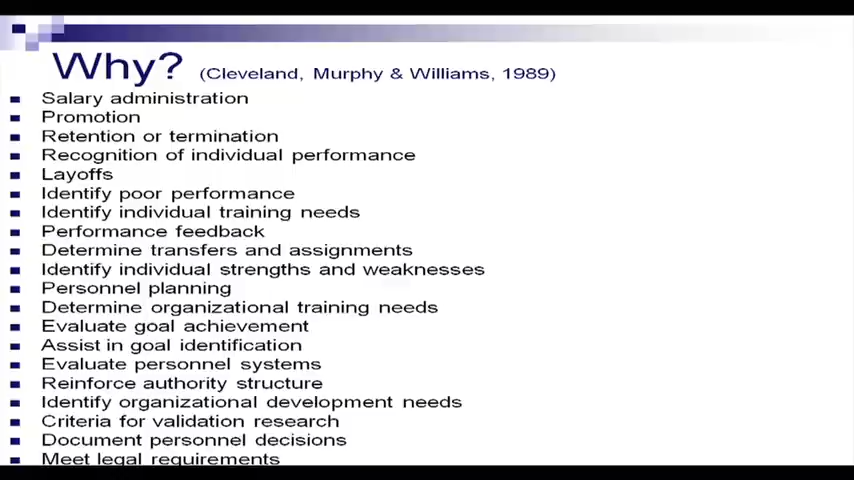 Why? (Cleveland, Murphy & Williams, 1989)
Salary administration
Promotion
Retention or termination
Recognition of individual performance
Layoffs
Identify poor performance
Identify individual training needs
Performance feedback
Determine transfers and assignments
Identify individual strengths and weaknesses
Personnel planning
Determine organizational training needs
Evaluate goal achievement
Assist in goal identification
Evaluate personnel systems
Reinforce authority structure
Identify organizational development needs
Criteria for validation research
Document personnel decisions
Meet legal requirements